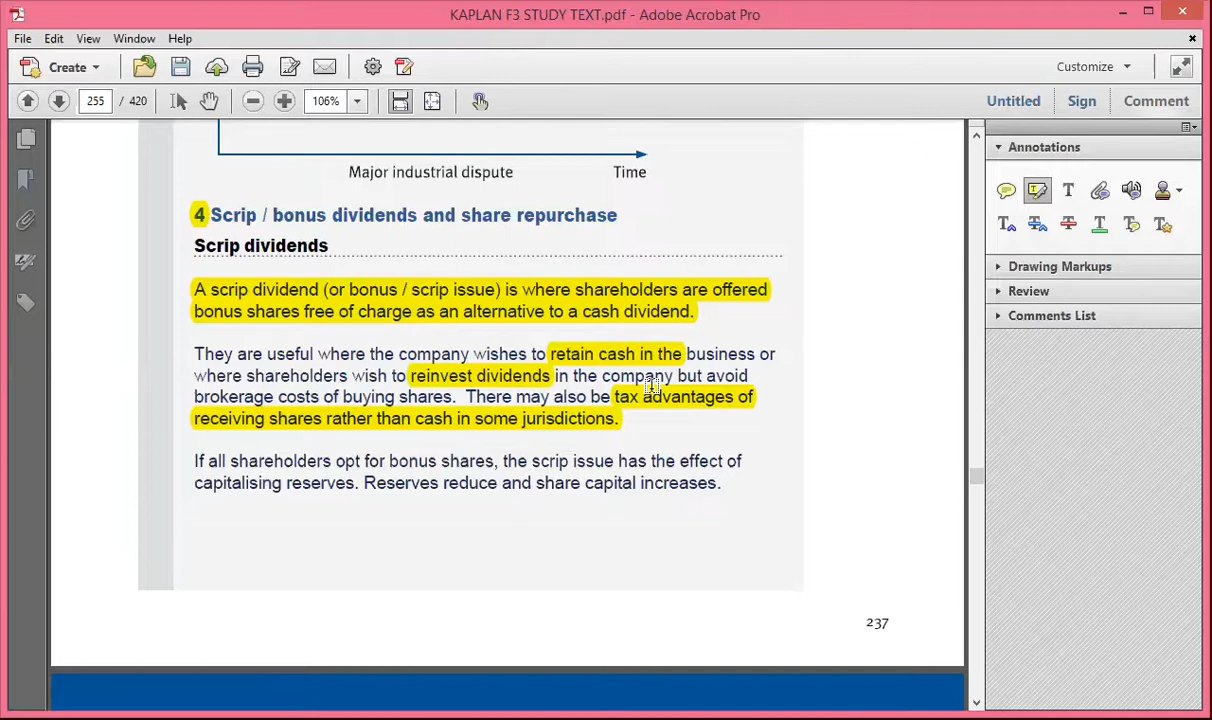 KAPLAN F3 STUDY TEXT.pdf - Adobe Acrobat Pro
File Edit View Window Help
Create Customize
255 / 420 106% Untitled Sign Comment
Annotations
Drawing Markups
Review
Comments List
Major industrial dispute Time
4 Scrip / bonus dividends and share repurchase
Scrip dividends
A scrip dividend (or bonus / scrip issue) is where shareholders are offered
bonus shares free of charge as an alternative to a cash dividend.
They are useful where the company wishes to retain cash in the business or
where shareholders wish to reinvest dividends in the company but avoid
brokerage costs of buying shares. There may also be tax advantages of
receiving shares rather than cash in some jurisdictions.
If all shareholders opt for bonus shares, the scrip issue has the effect of
capitalising reserves. Reserves reduce and share capital increases.
237